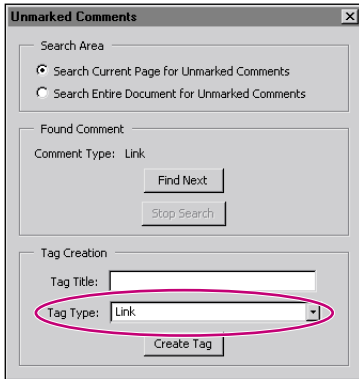 Unmarked Comments
Search Area
Search Current Page for Unmarked Comments
Search Entire Document for Unmarked Comments
Found Comment
Comment Type: Link
Find Next
Stop Search
Tag Creation
Tag Title:
Tag Type: Link
Create Tag